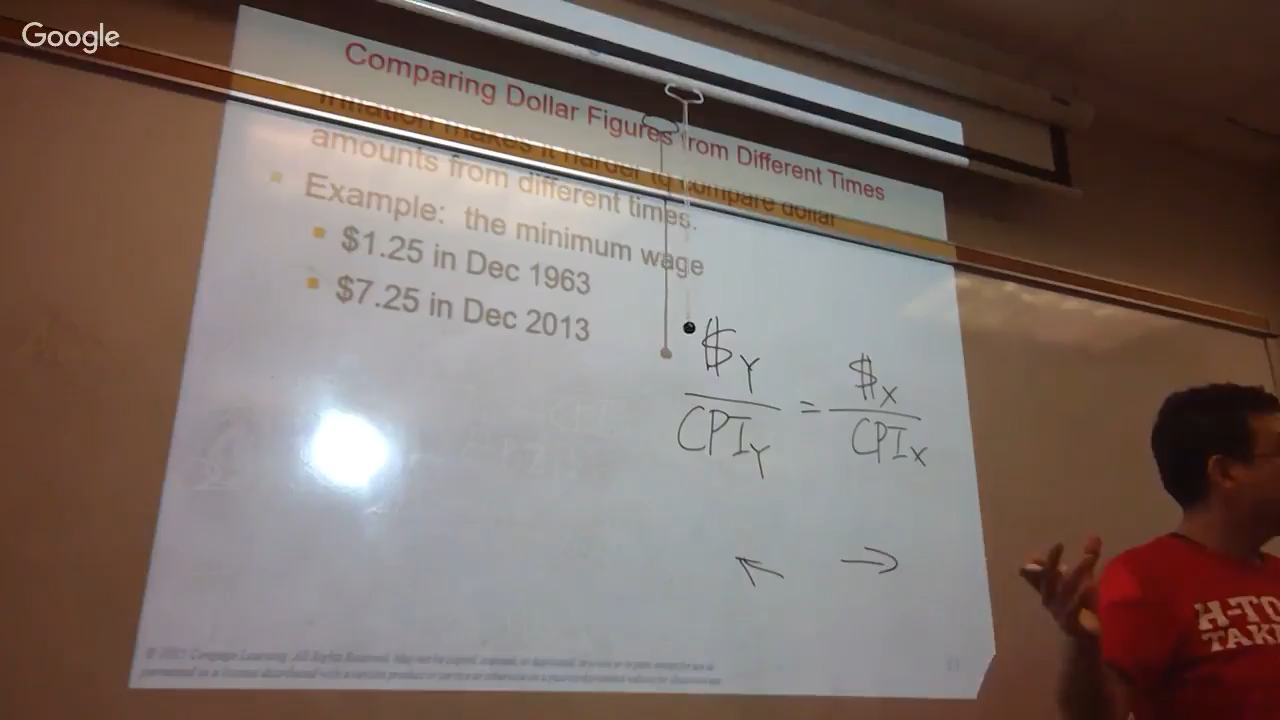 Google
Comparing Dollar Figures from Different Times
Inflation makes it harder to compare dollar
amounts from different times.
Example: the minimum wage
$1.25 in Dec 1963
$7.25 in Dec 2013
$Y = $X
CPIY CPIX
H-TO
TAK